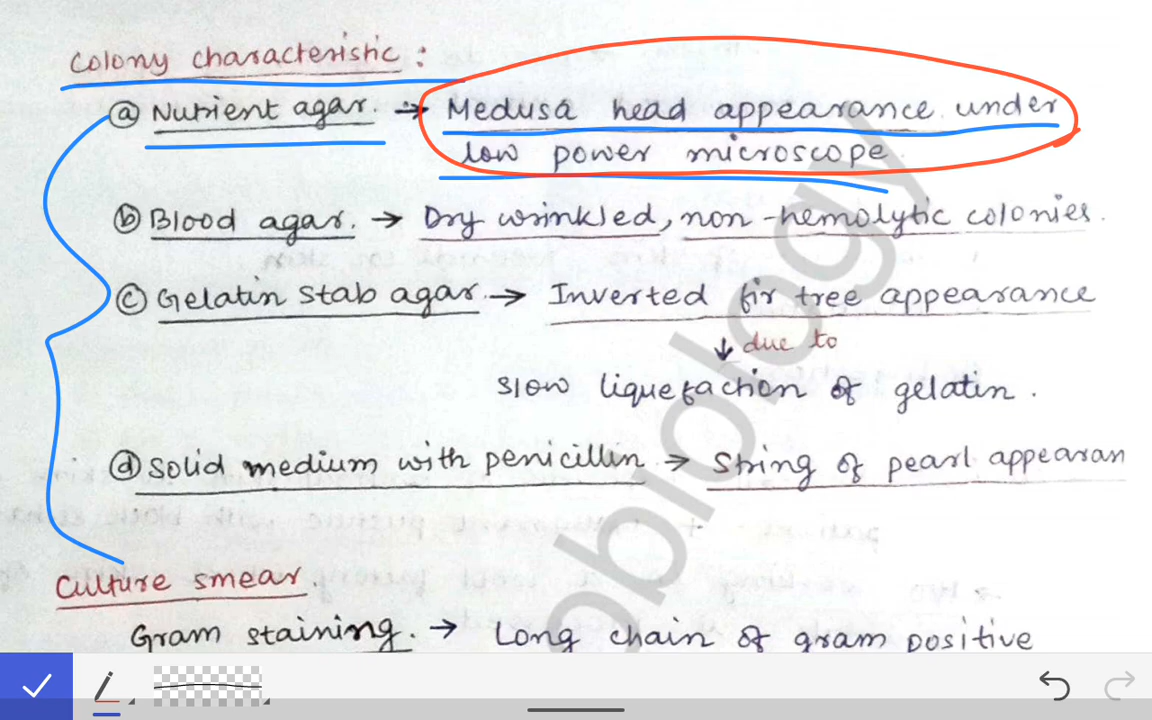 Colony characteristic :
ⓐ Nutrient agar. → Medusa head appearance under
low power microscope.
ⓑ Blood agar. → Dry wrinkled, non-hemolytic colonies.
ⓒ Gelatin stab agar. → Inverted fir tree appearance
↓ due to
slow liquefaction of gelatin.
ⓓ Solid medium with penicillin → String of pearl appearan
Culture smear.
Gram staining. → Long chain of gram positive
obiology